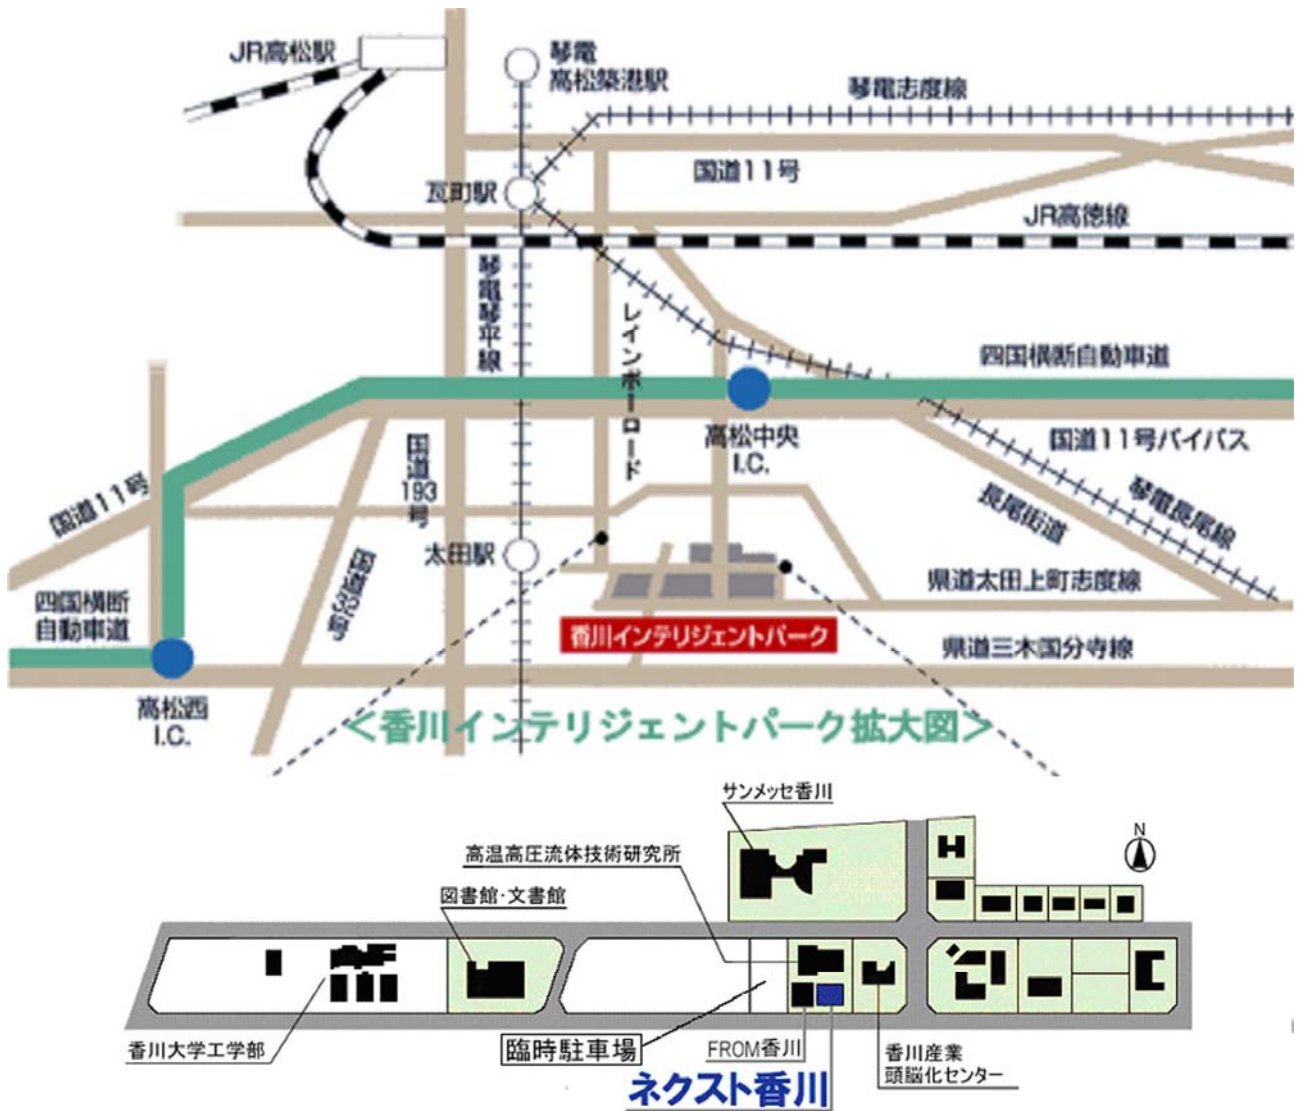 JR高松駅
琴電
高松築港駅
琴電志度線
国道11号
瓦町駅
JR高徳線
琴電琴平線
レインボーロード
四国横断自動車道
高松中央
I.C.
国道11号バイパス
国道193号
国道11号
長尾街道
琴電長尾線
太田駅
国道193号
県道太田上町志度線
四国横断
自動車道
香川インテリジェントパーク
県道三木国分寺線
高松西
I.C.
＜香川インテリジェントパーク拡大図＞
サンメッセ香川
N
高温高圧流体技術研究所
図書館・文書館
香川大学工学部
臨時駐車場
FROM香川
ネクスト香川
香川産業
頭脳化センター